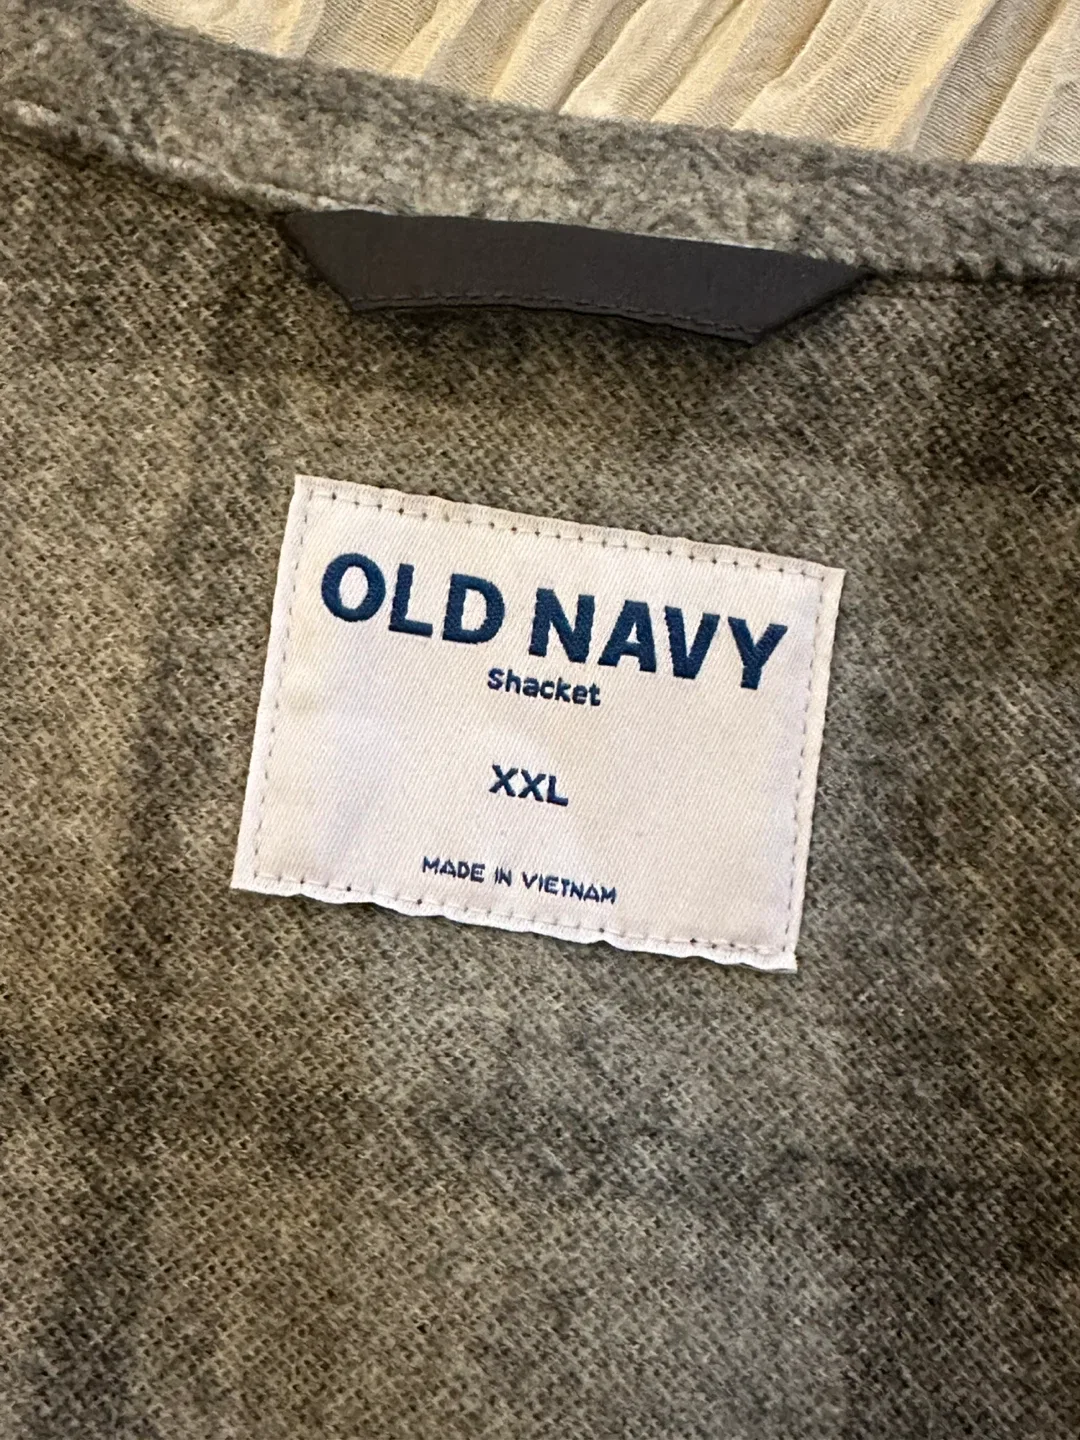 OLD NAVY
Shacket
XXL
MADE IN VIETNAM